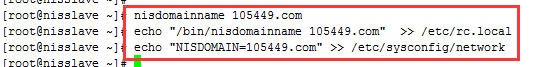 [root@nisslave ~]# nisdomainname 105449.com
[root@nisslave ~]# echo "/bin/nisdomainname 105449.com"  >> /etc/rc.local
[root@nisslave ~]# echo "NISDOMAIN=105449.com" >> /etc/sysconfig/network
[root@nisslave ~]#